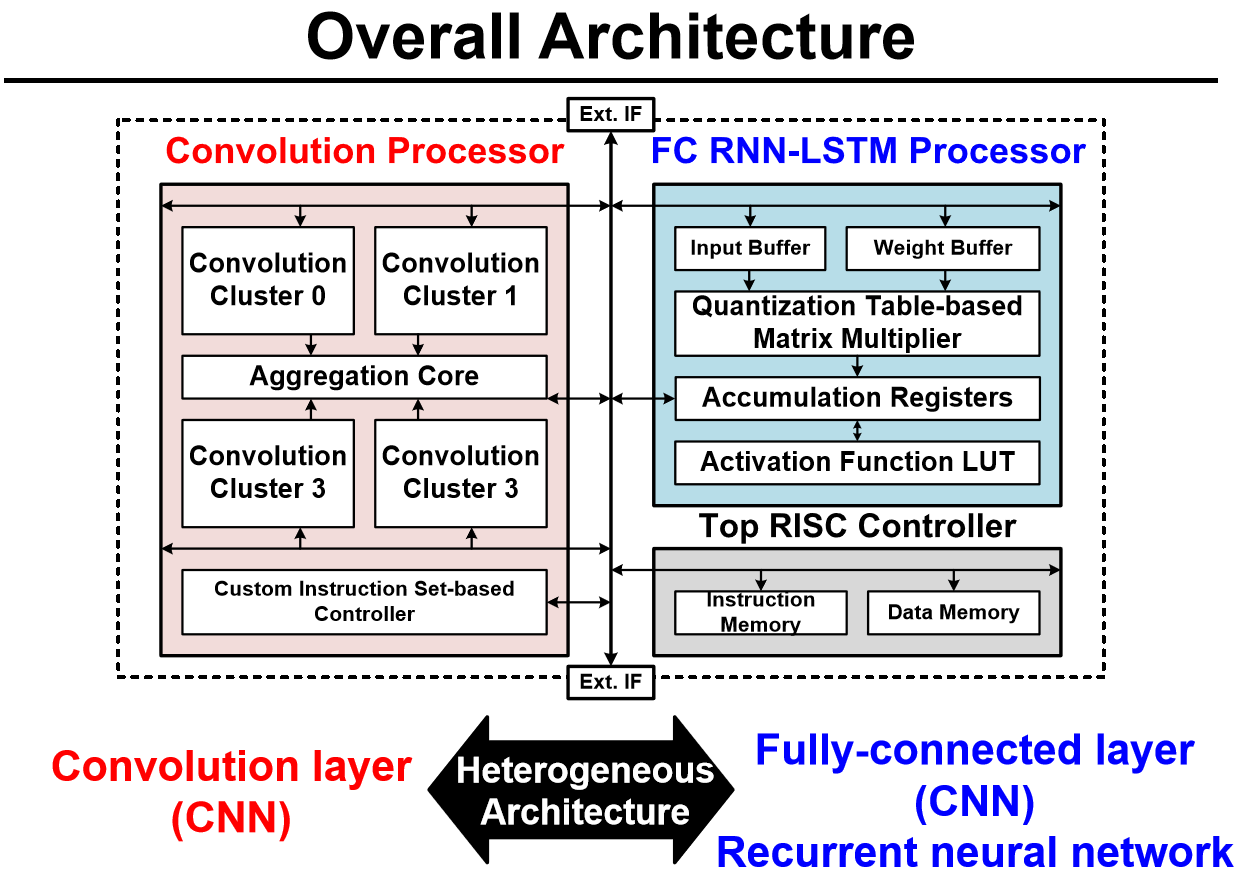 Overall Architecture
Ext. IF
Convolution Processor
FC RNN-LSTM Processor
Convolution
Cluster 0
Convolution
Cluster 1
Aggregation Core
Convolution
Cluster 3
Convolution
Cluster 3
Custom Instruction Set-based
Controller
Input Buffer
Weight Buffer
Quantization Table-based
Matrix Multiplier
Accumulation Registers
Activation Function LUT
Top RISC Controller
Instruction
Memory
Data Memory
Ext. IF
Convolution layer
(CNN)
Heterogeneous
Architecture
Fully-connected layer
(CNN)
Recurrent neural network